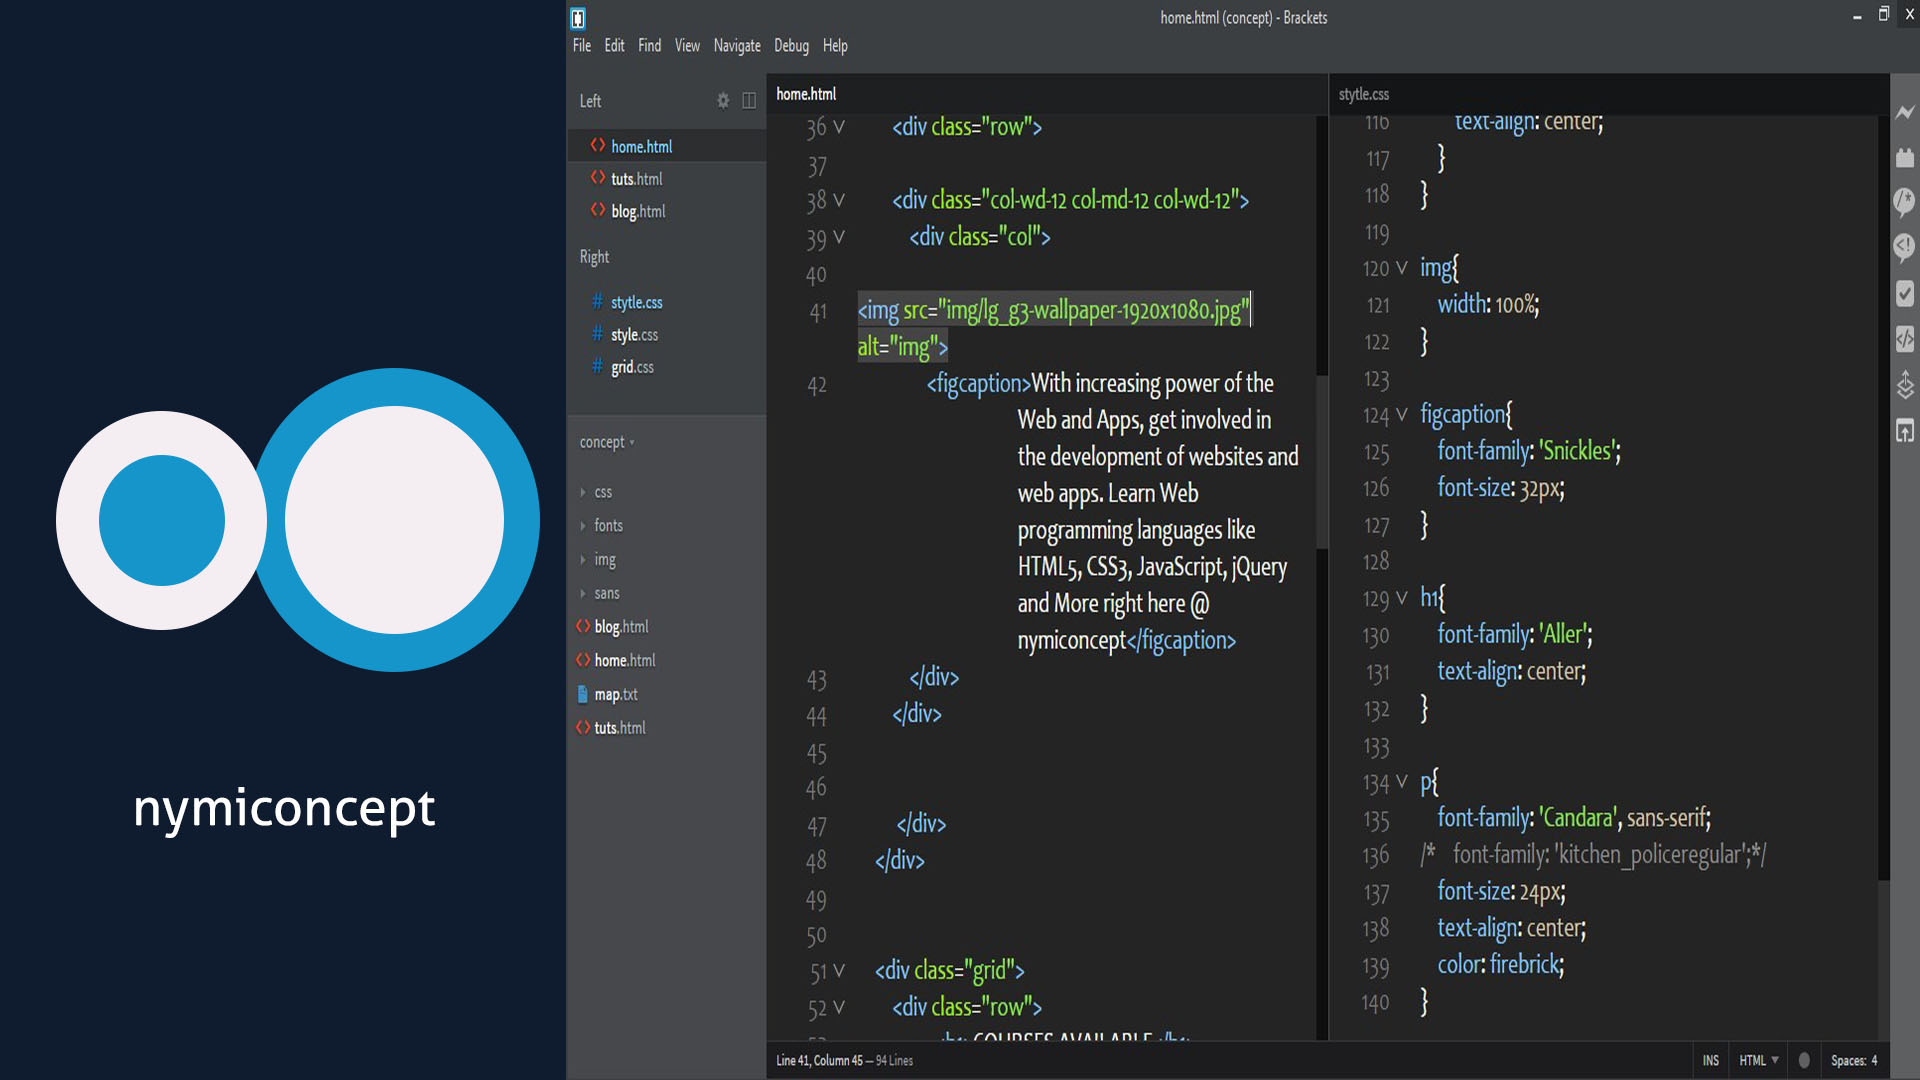 nymiconcept
home.html (concept) - Brackets
File Edit Find View Navigate Debug Help
Left
home.html
tuts.html
blog.html
Right
stytle.css
style.css
grid.css
concept
css
fonts
img
sans
blog.html
home.html
map.txt
tuts.html
home.html
36 <div class="row">
37
38 <div class="col-wd-12 col-md-12 col-wd-12">
39 <div class="col">
40
41 <img src="img/lg_g3-wallpaper-1920x1080.jpg"
alt="img">
42 <figcaption>With increasing power of the
Web and Apps, get involved in
the development of websites and
web apps. Learn Web
programming languages like
HTML5, CSS3, JavaScript, jQuery
and More right here @
nymiconcept</figcaption>
43 </div>
44 </div>
45
46
47 </div>
48 </div>
49
50
51 <div class="grid">
52 <div class="row">
53 <h1> COURSES AVAILABLE </h1>
stytle.css
116 text-align: center;
117 }
118 }
119
120 img{
121 width: 100%;
122 }
123
124 figcaption{
125 font-family: 'Snickles';
126 font-size: 32px;
127 }
128
129 h1{
130 font-family: 'Aller';
131 text-align: center;
132 }
133
134 p{
135 font-family: 'Candara', sans-serif;
136 /* font-family: 'kitchen_policeregular';*/
137 font-size: 24px;
138 text-align: center;
139 color: firebrick;
140 }
Line 41, Column 45 — 94 Lines
INS HTML Spaces: 4